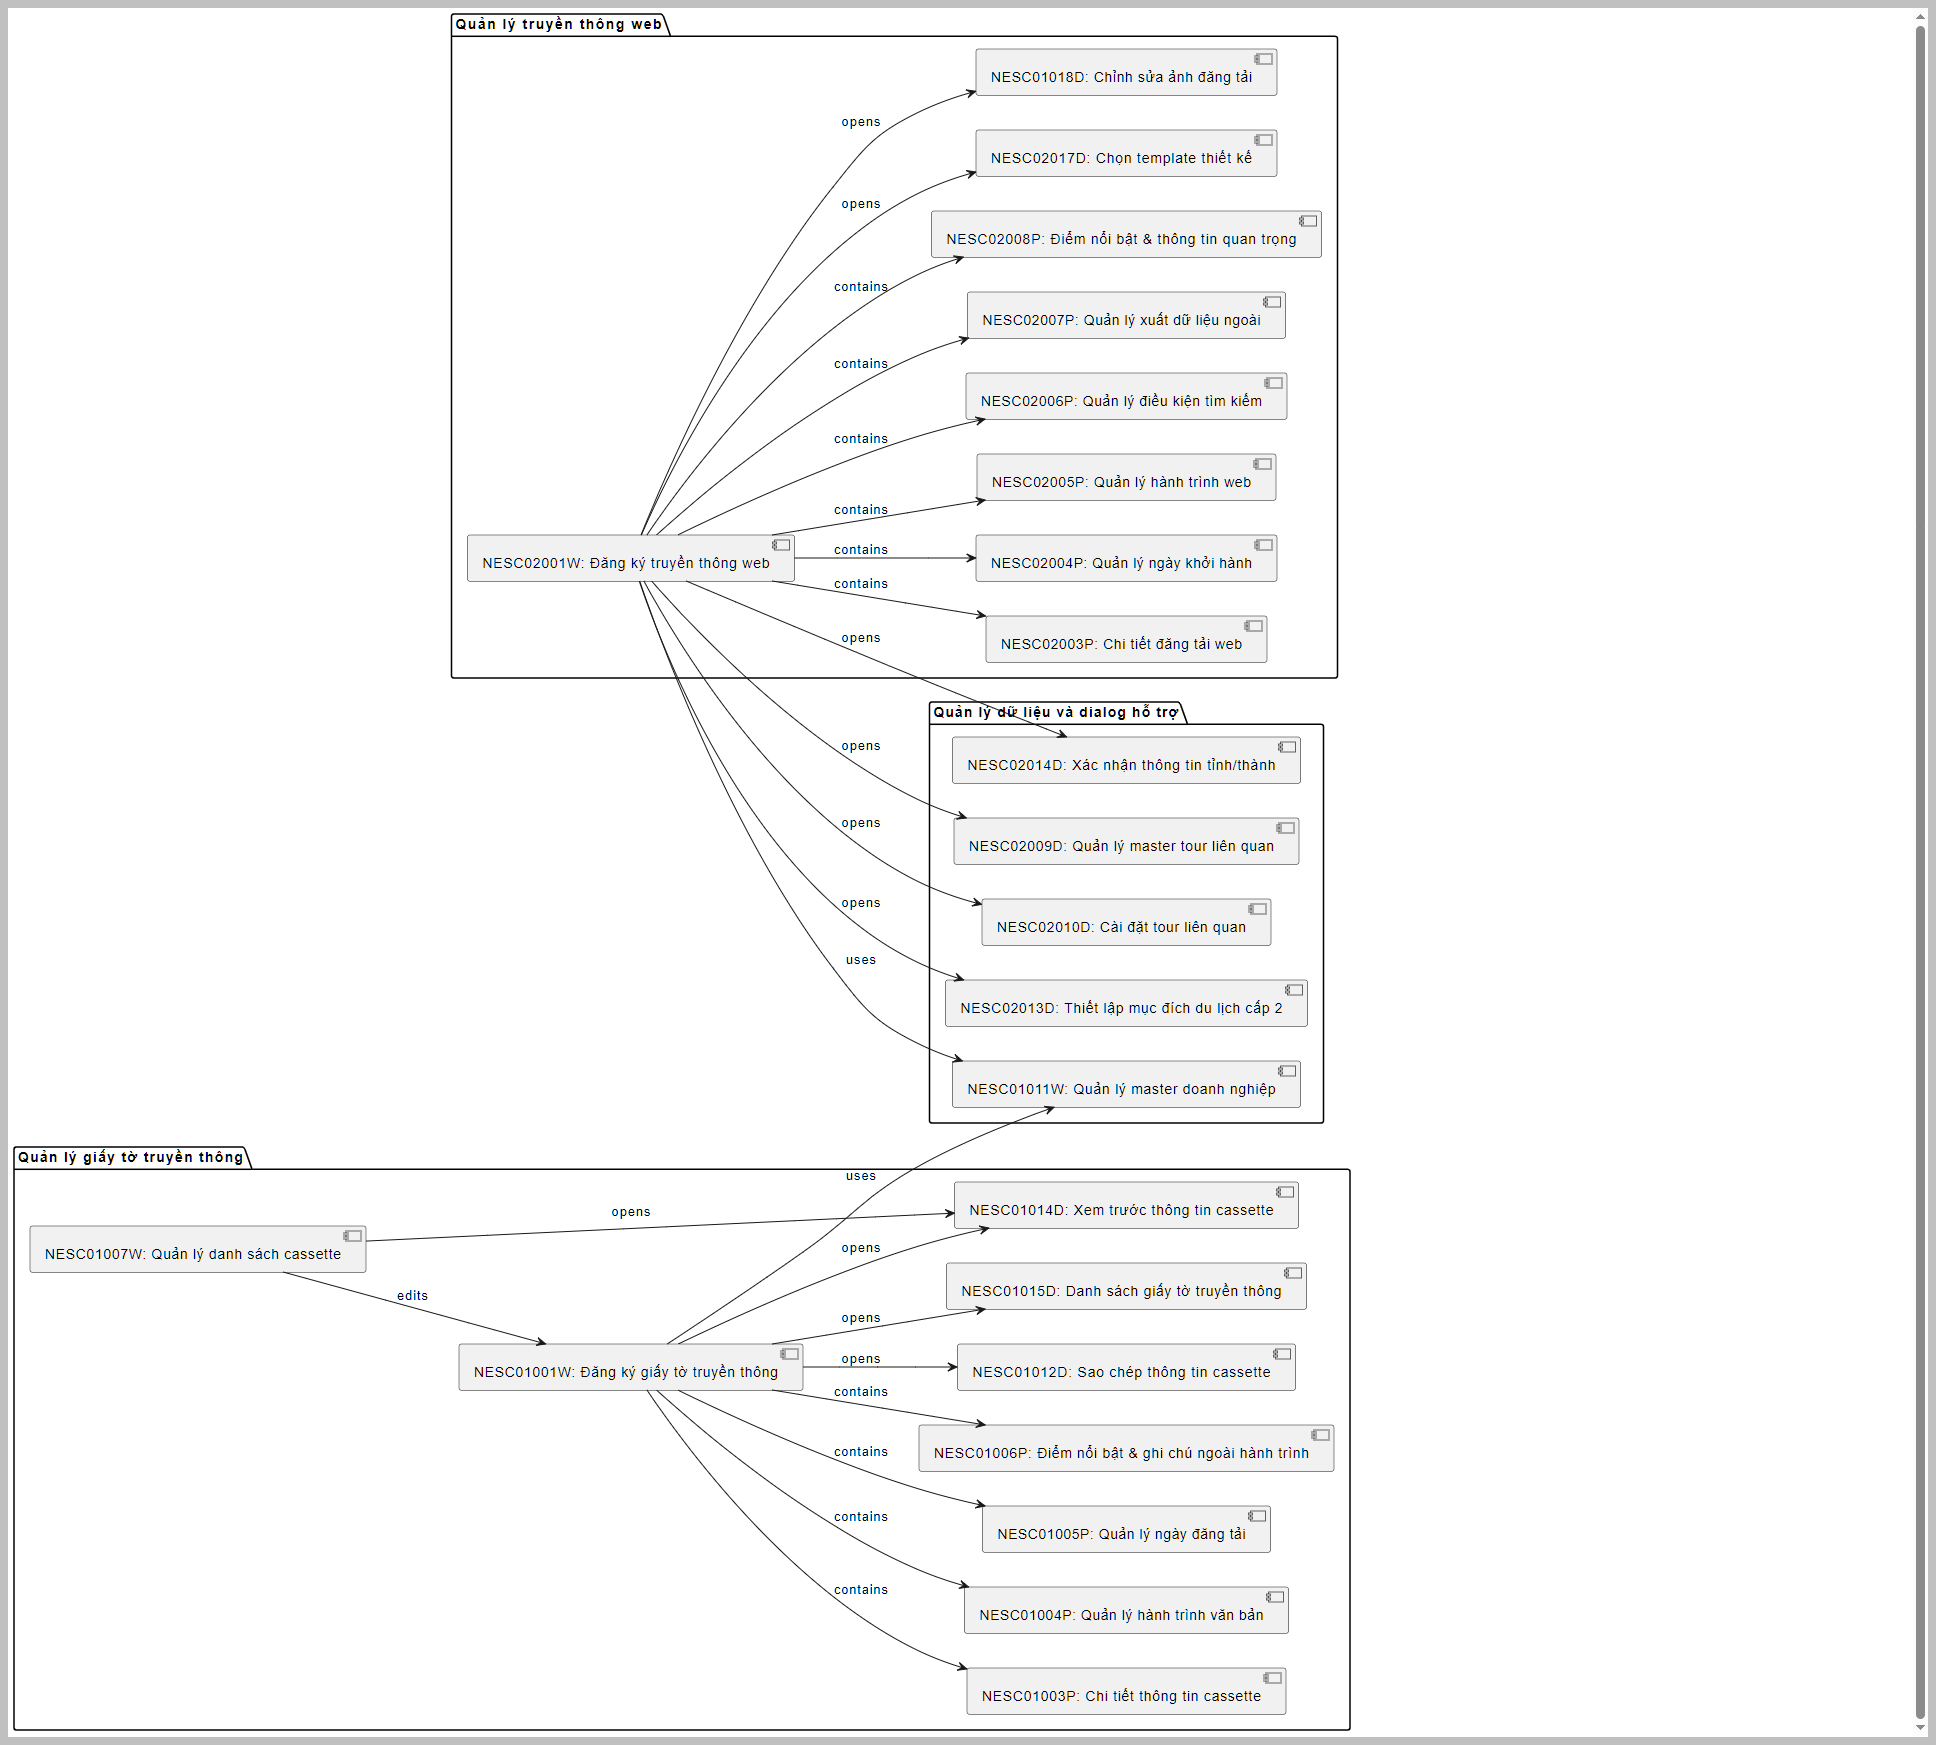 Quản lý truyền thông web
NESC01018D: Chỉnh sửa ảnh đăng tải
opens
NESC02017D: Chọn template thiết kế
opens
NESC02008P: Điểm nổi bật & thông tin quan trọng
contains
NESC02007P: Quản lý xuất dữ liệu ngoài
contains
NESC02006P: Quản lý điều kiện tìm kiếm
contains
NESC02005P: Quản lý hành trình web
contains
NESC02001W: Đăng ký truyền thông web
contains
NESC02004P: Quản lý ngày khởi hành
contains
NESC02003P: Chi tiết đăng tải web
opens
Quản lý dữ liệu và dialog hỗ trợ
opens
NESC02014D: Xác nhận thông tin tỉnh/thành
opens
NESC02009D: Quản lý master tour liên quan
opens
NESC02010D: Cài đặt tour liên quan
uses
NESC02013D: Thiết lập mục đích du lịch cấp 2
NESC01011W: Quản lý master doanh nghiệp
Quản lý giấy tờ truyền thông
uses
opens
NESC01014D: Xem trước thông tin cassette
NESC01007W: Quản lý danh sách cassette
opens
edits
NESC01015D: Danh sách giấy tờ truyền thông
opens
NESC01001W: Đăng ký giấy tờ truyền thông
opens
NESC01012D: Sao chép thông tin cassette
contains
NESC01006P: Điểm nổi bật & ghi chú ngoài hành trình
contains
NESC01005P: Quản lý ngày đăng tải
contains
NESC01004P: Quản lý hành trình văn bản
contains
NESC01003P: Chi tiết thông tin cassette